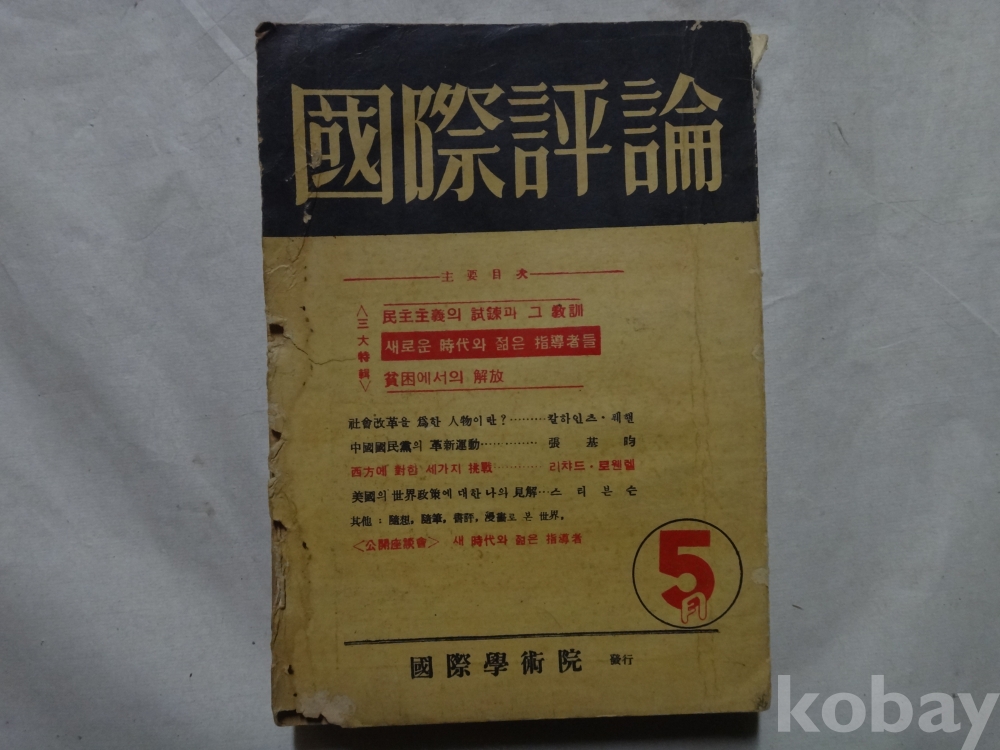 國際評論
主要目次
〈三大特輯〉
民主主義의 試鍊과 그 敎訓
새로운 時代와 젊은 指導者들
貧困에서의 解放
社會改革을 爲한 人物이란?………칼하인츠・
中國國民黨의 革新運動…………張基昀
西方에 對한 세가지 挑戰…………리챠드・로웬텔
美國의 世界政策에 대한 나의 見解…스티븐슨
其他：隨想，隨筆，書評，漫畵로 본 世界。
〈公開座談會〉 새 時代와 젊은 指導者
5月
國際學術院 發行
kobay